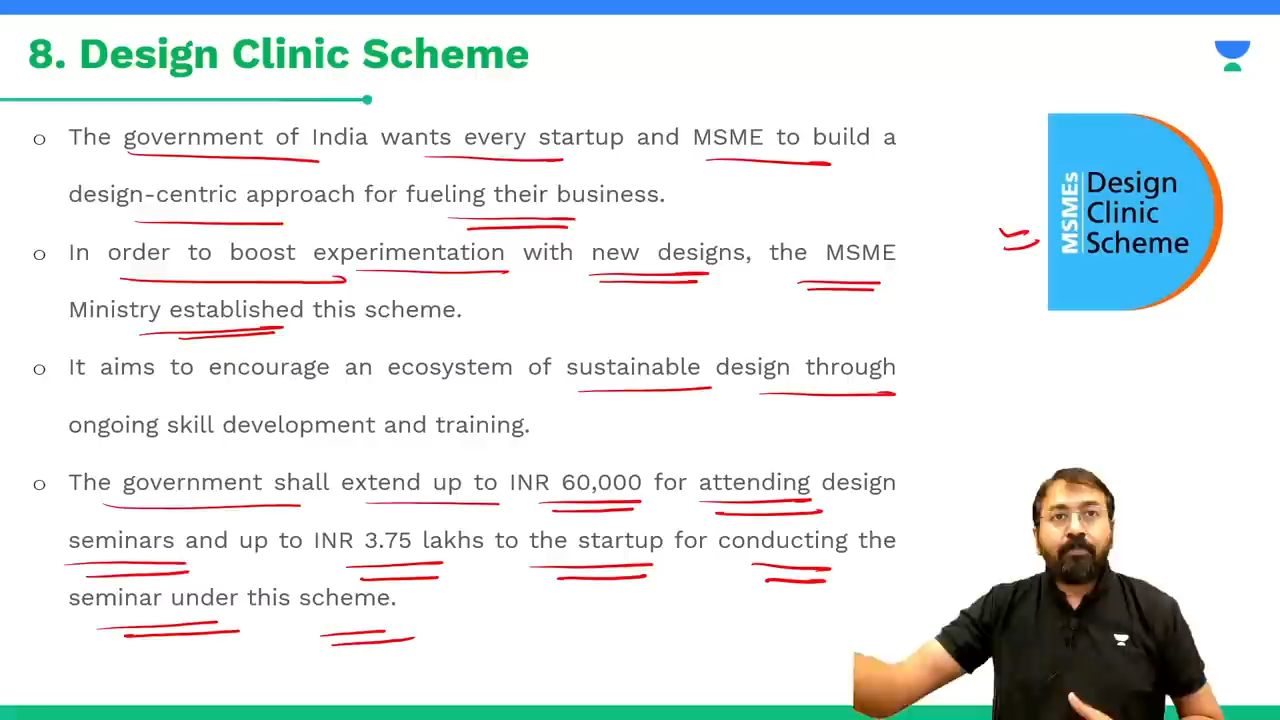 8. Design Clinic Scheme
o The government of India wants every startup and MSME to build a
design-centric approach for fueling their business.
o In order to boost experimentation with new designs, the MSME
Ministry established this scheme.
o It aims to encourage an ecosystem of sustainable design through
ongoing skill development and training.
o The government shall extend up to INR 60,000 for attending design
seminars and up to INR 3.75 lakhs to the startup for conducting the
seminar under this scheme.
MSMEs
Design
Clinic
Scheme